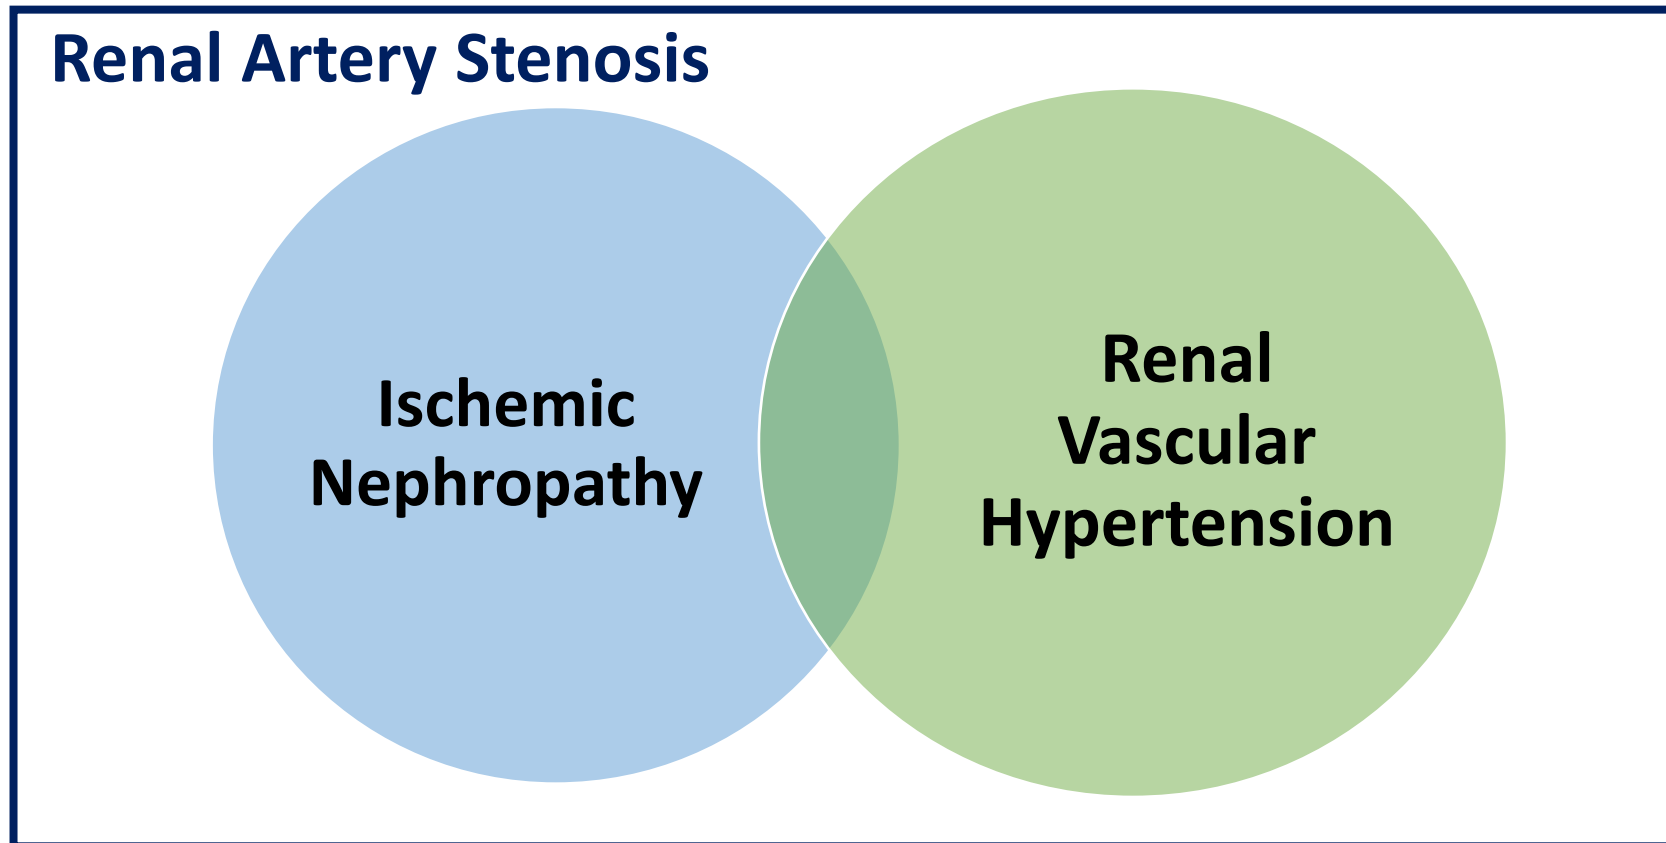 Renal Artery Stenosis
Ischemic
Nephropathy
Renal
Vascular
Hypertension